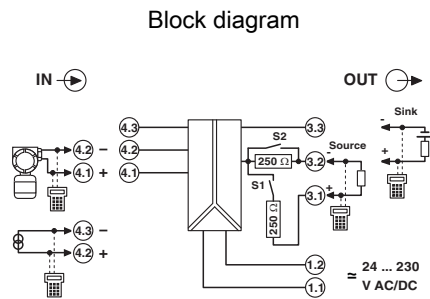 Block diagram
IN
OUT
Sink
-
+
4.2 –
4.1 +
4.3
4.2
4.1
4.3 –
4.2 +
S2
250 Ω
S1
250 Ω
3.3
3.2
3.1
- Source
+
1.2
1.1
≂ 24 ... 230
V AC/DC